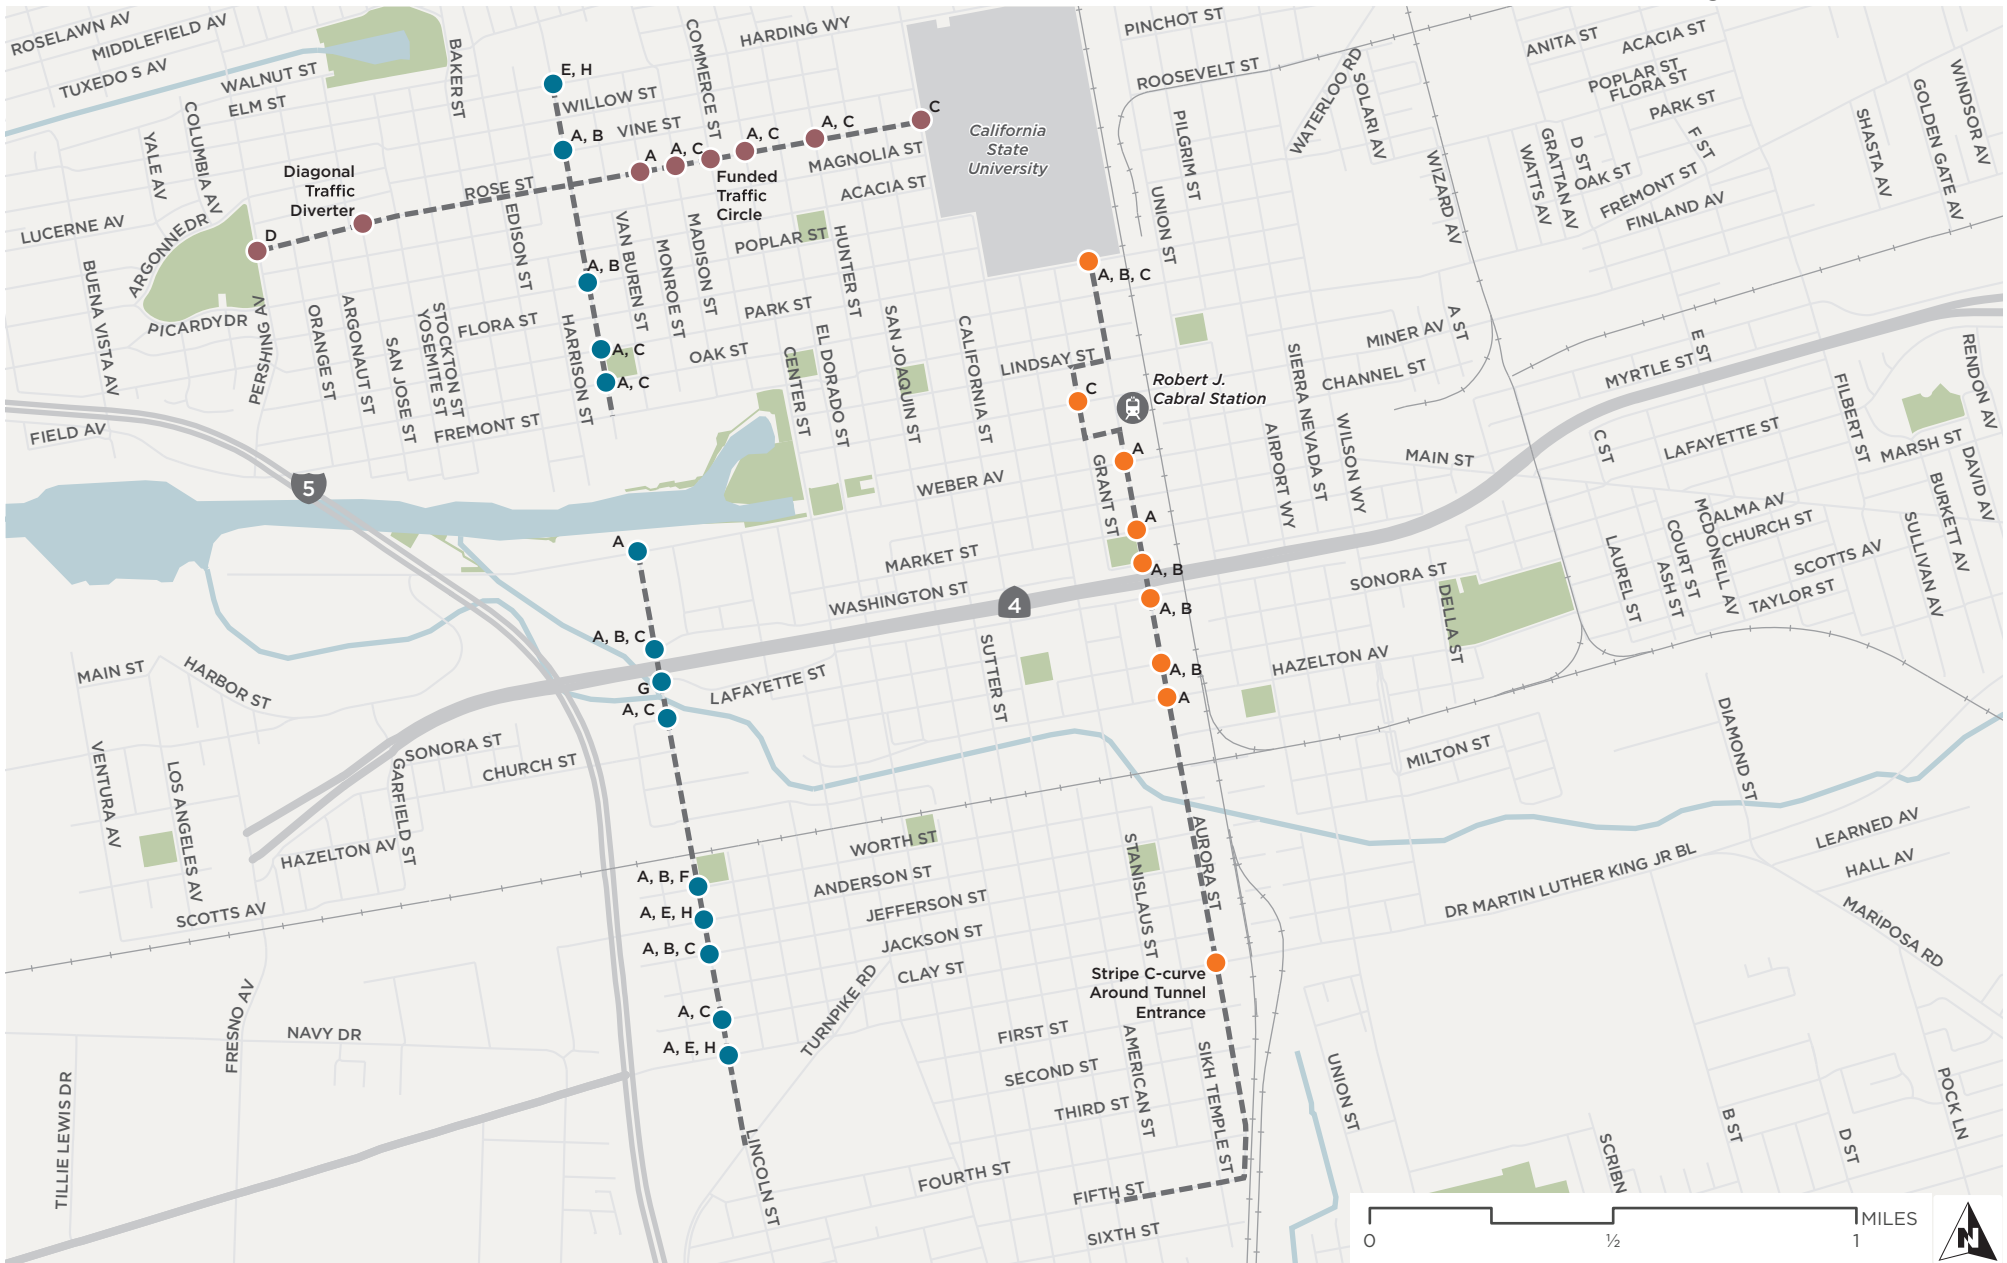 ROSELAWN AV
MIDDLEFIELD AV
TUXEDO S AV
WALNUT ST
ELM ST
BAKER ST
COLUMBIA AV
YALE AV
LUCERNE AV
ARGONNEDR
BUENA VISTA AV
PICARDYDR
PERSHING AV
ORANGE ST
ARGONAUT ST
SAN JOSE ST
YOSEMITE ST
STOCKTON ST
FLORA ST
FREMONT ST
FIELD AV
Diagonal
Traffic
Diverter
D
ROSE ST
EDISON ST
E, H
WILLOW ST
A, B
VINE ST
COMMERCE ST
HARDING WY
A
A, C
A, C
A, C
C
Funded
Traffic
Circle
MAGNOLIA ST
ACACIA ST
California
State
University
POPLAR ST
VAN BUREN ST
MONROE ST
MADISON ST
HUNTER ST
A, B
PARK ST
HARRISON ST
A, C
A, C
OAK ST
CENTER ST
EL DORADO ST
SAN JOAQUIN ST
CALIFORNIA ST
PINCHOT ST
ROOSEVELT ST
WATERLOO RD
SOLARI AV
PILGRIM ST
UNION ST
WIZARD AV
ANITA ST
ACACIA ST
POPLAR ST
FLORA ST
PARK ST
F ST
D ST
GRATTAN AV
WATTS AV
OAK ST
FREMONT ST
FINLAND AV
SHASTA AV
GOLDEN GATE AV
WINDSOR AV
A, B, C
LINDSAY ST
C
Robert J.
Cabral Station
A
MINER AV
A ST
CHANNEL ST
SIERRA NEVADA ST
WILSON WY
AIRPORT WY
MYRTLE ST
E ST
FILBERT ST
RENDON AV
MAIN ST
C ST
LAFAYETTE ST
MARSH ST
DAVID AV
BURKETT AV
SULLIVAN AV
5
WEBER AV
GRANT ST
A
A, B
A, B
MARKET ST
WASHINGTON ST
4
A
A, B, C
G
A, C
LAFAYETTE ST
SUTTER ST
A, B
A
SONORA ST
DELLA ST
HAZELTON AV
MILTON ST
LAUREL ST
COURT ST
ASH ST
MCDONELL AV
ALMA AV
CHURCH ST
SCOTTS AV
TAYLOR ST
DIAMOND ST
MAIN ST
HARBOR ST
VENTURA AV
LOS ANGELES AV
GARFIELD ST
SONORA ST
CHURCH ST
HAZELTON AV
SCOTTS AV
FRESNO AV
NAVY DR
TILLIE LEWIS DR
A, B, F
A, E, H
A, B, C
A, C
A, E, H
WORTH ST
ANDERSON ST
JEFFERSON ST
JACKSON ST
CLAY ST
TURNPIKE RD
LINCOLN ST
STANISLAUS ST
AURORA ST
Stripe C-curve
Around Tunnel
Entrance
FIRST ST
SECOND ST
THIRD ST
FOURTH ST
FIFTH ST
SIXTH ST
AMERICAN ST
SIKH TEMPLE ST
UNION ST
DR MARTIN LUTHER KING JR BL
LEARNED AV
HALL AV
MARIPOSA RD
POCK LN
B ST
D ST
SCRIBN
0
½
1
MILES
N